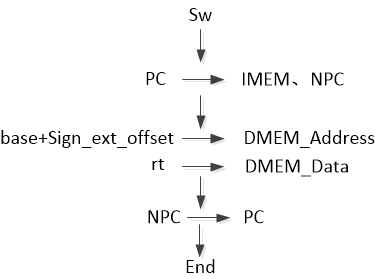 Sw
PC IMEM、NPC
base+Sign_ext_offset DMEM_Address
rt DMEM_Data
NPC PC
End